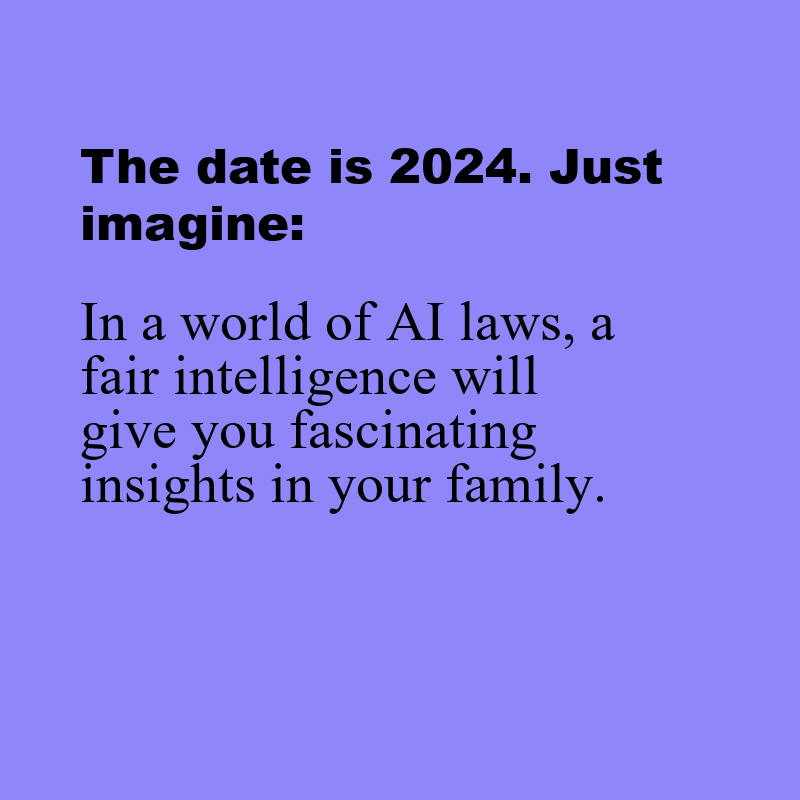 The date is 2024. Just
imagine:
In a world of AI laws, a
fair intelligence will
give you fascinating
insights in your family.